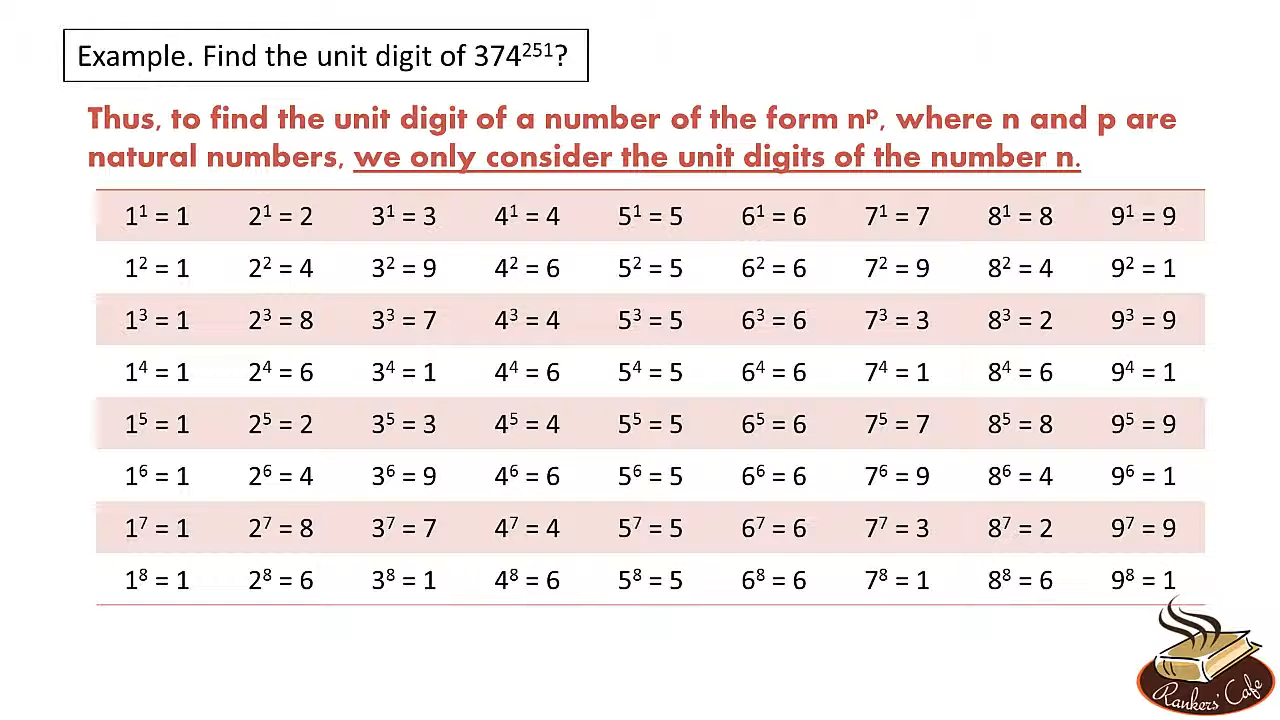 Example. Find the unit digit of 374²⁵¹?
Thus, to find the unit digit of a number of the form nᵖ, where n and p are
natural numbers, we only consider the unit digits of the number n.
1¹ = 1 2¹ = 2 3¹ = 3 4¹ = 4 5¹ = 5 6¹ = 6 7¹ = 7 8¹ = 8 9¹ = 9
1² = 1 2² = 4 3² = 9 4² = 6 5² = 5 6² = 6 7² = 9 8² = 4 9² = 1
1³ = 1 2³ = 8 3³ = 7 4³ = 4 5³ = 5 6³ = 6 7³ = 3 8³ = 2 9³ = 9
1⁴ = 1 2⁴ = 6 3⁴ = 1 4⁴ = 6 5⁴ = 5 6⁴ = 6 7⁴ = 1 8⁴ = 6 9⁴ = 1
1⁵ = 1 2⁵ = 2 3⁵ = 3 4⁵ = 4 5⁵ = 5 6⁵ = 6 7⁵ = 7 8⁵ = 8 9⁵ = 9
1⁶ = 1 2⁶ = 4 3⁶ = 9 4⁶ = 6 5⁶ = 5 6⁶ = 6 7⁶ = 9 8⁶ = 4 9⁶ = 1
1⁷ = 1 2⁷ = 8 3⁷ = 7 4⁷ = 4 5⁷ = 5 6⁷ = 6 7⁷ = 3 8⁷ = 2 9⁷ = 9
1⁸ = 1 2⁸ = 6 3⁸ = 1 4⁸ = 6 5⁸ = 5 6⁸ = 6 7⁸ = 1 8⁸ = 6 9⁸ = 1
Rankers' Cafe